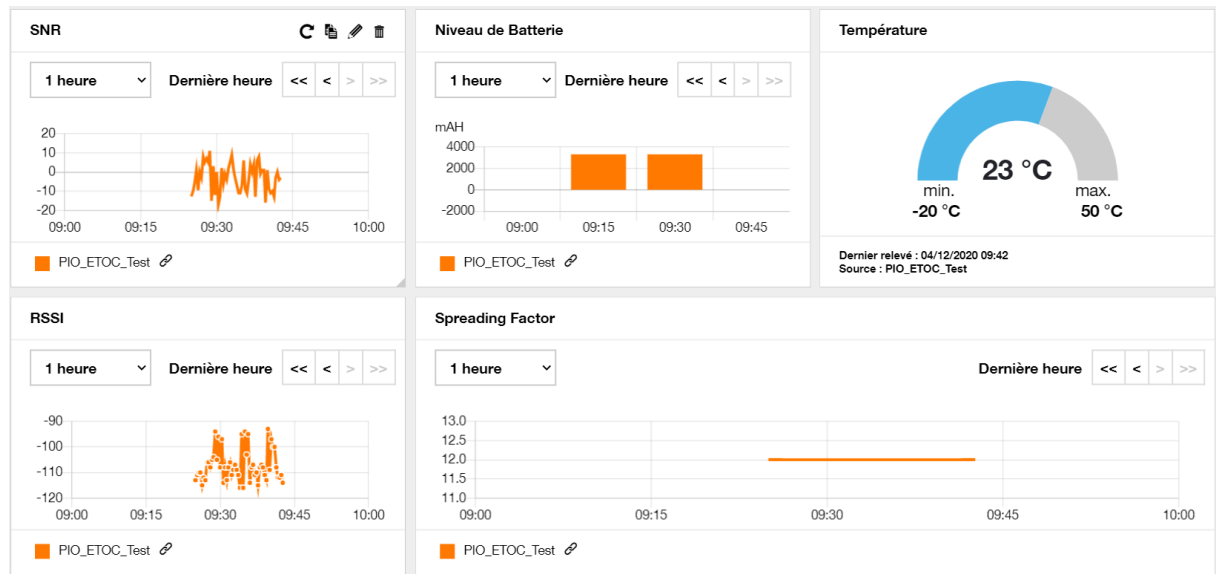 SNR
1 heure
Dernière heure
<< < > >>
20
10
0
-10
-20
09:00 09:15 09:30 09:45 10:00
PIO_ETOC_Test
Niveau de Batterie
1 heure
Dernière heure
<< < > >>
mAH
4000
2000
0
-2000
09:00 09:15 09:30 09:45
PIO_ETOC_Test
Température
23 °C
min.
-20 °C
max.
50 °C
Dernier relevé : 04/12/2020 09:42
Source : PIO_ETOC_Test
RSSI
1 heure
Dernière heure
<< < > >>
-90
-100
-110
-120
09:00 09:15 09:30 09:45 10:00
PIO_ETOC_Test
Spreading Factor
1 heure
Dernière heure
<< < > >>
13.0
12.5
12.0
11.5
11.0
09:00 09:15 09:30 09:45 10:00
PIO_ETOC_Test